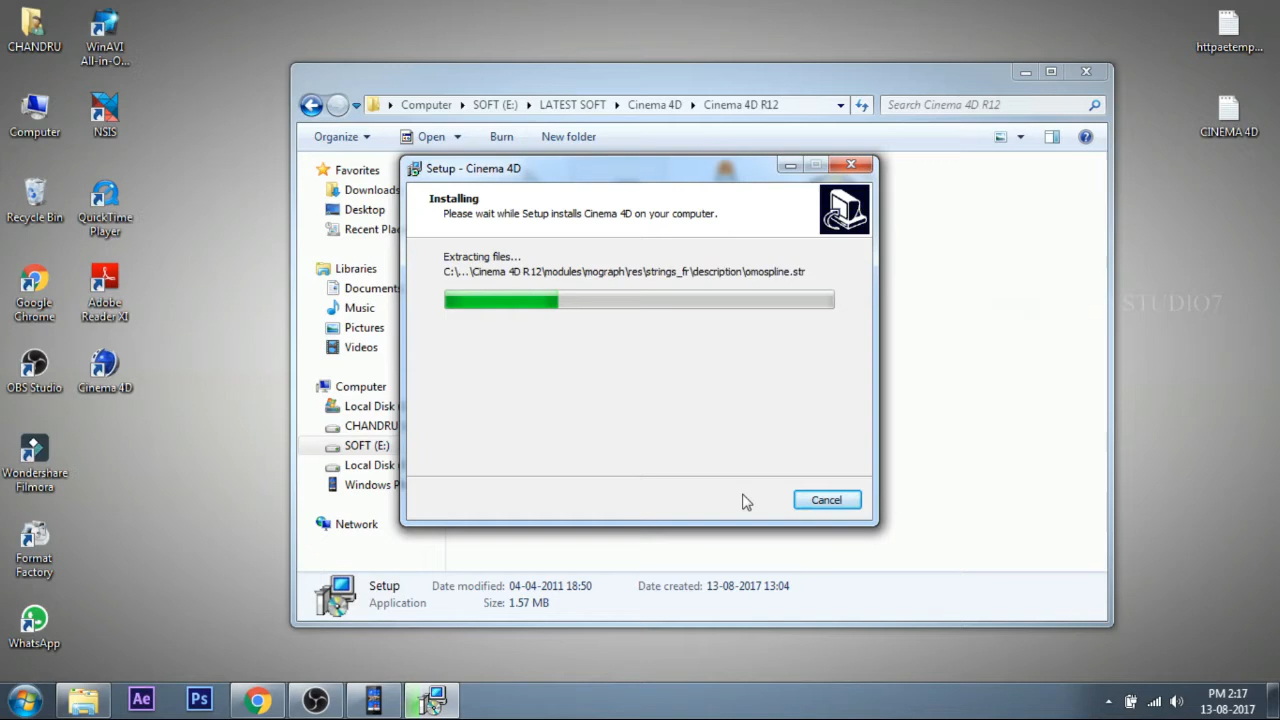 CHANDRU
WinAVI
All-in-O...
httpaetemp...
Computer
NSIS
CINEMA 4D
Recycle Bin
QuickTime
Player
Google
Chrome
Adobe
Reader XI
OBS Studio
Cinema 4D
Wondershare
Filmora
Format
Factory
WhatsApp
STUDIO7
Computer
SOFT (E:)
LATEST SOFT
Cinema 4D
Cinema 4D R12
Search Cinema 4D R12
Organize
Open
Burn
New folder
Favorites
Downloads
Desktop
Recent Pla
Libraries
Documents
Music
Pictures
Videos
Computer
Local Disk
CHANDRU
SOFT (E:)
Local Disk
Windows P
Network
Setup - Cinema 4D
Installing
Please wait while Setup installs Cinema 4D on your computer.
Extracting files...
C:\...\Cinema 4D R12\modules\mograph\res\strings_fr\description\omospline.str
Cancel
Setup
Date modified: 04-04-2011 18:50
Date created: 13-08-2017 13:04
Application
Size: 1.57 MB
Ae
Ps
PM 2:17
13-08-2017